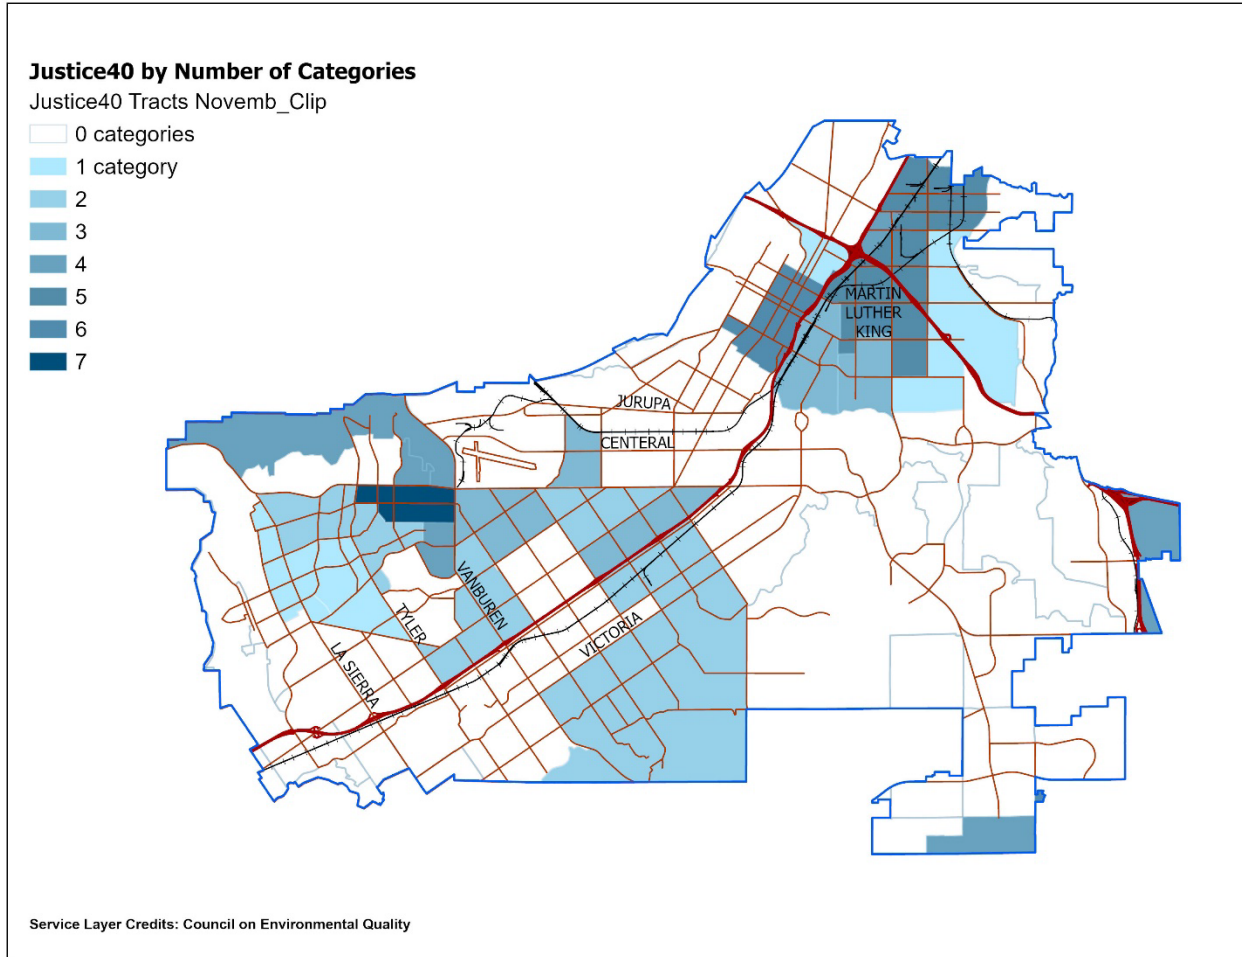 Justice40 by Number of Categories
Justice40 Tracts Novemb_Clip
0 categories
1 category
2
3
4
5
6
7
MARTIN
LUTHER
KING
JURUPA
CENTERAL
VANBUREN
TYLER
VICTORIA
LA SIERRA
Service Layer Credits: Council on Environmental Quality